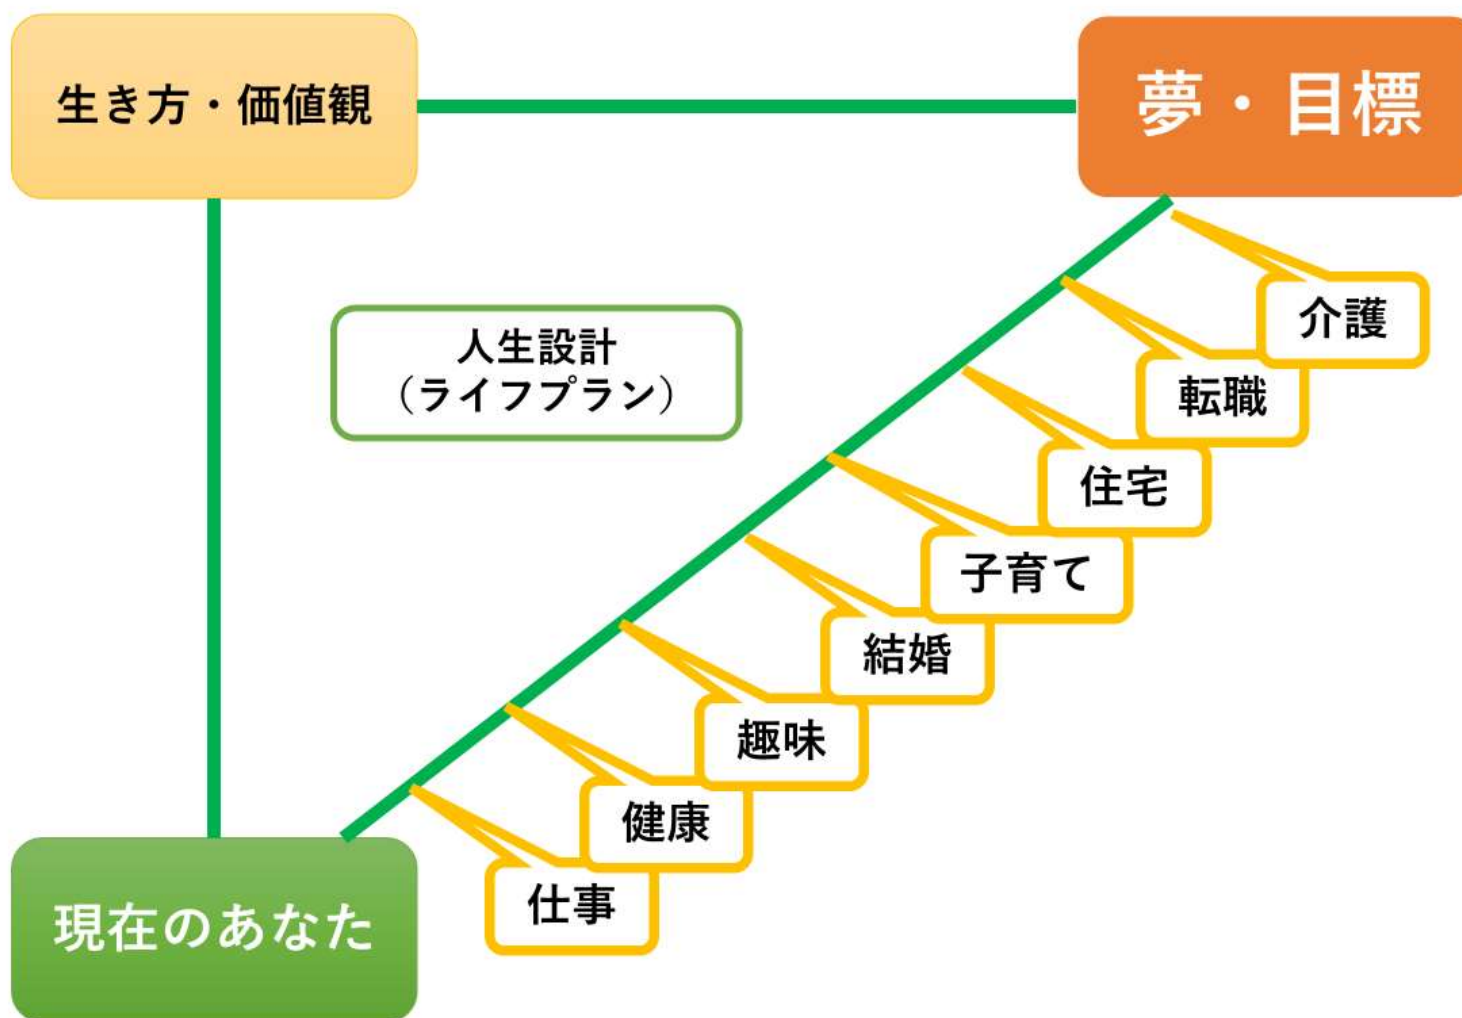 生き方・価値観
夢・目標
人生設計
（ライフプラン）
介護
転職
住宅
子育て
結婚
趣味
健康
仕事
現在のあなた